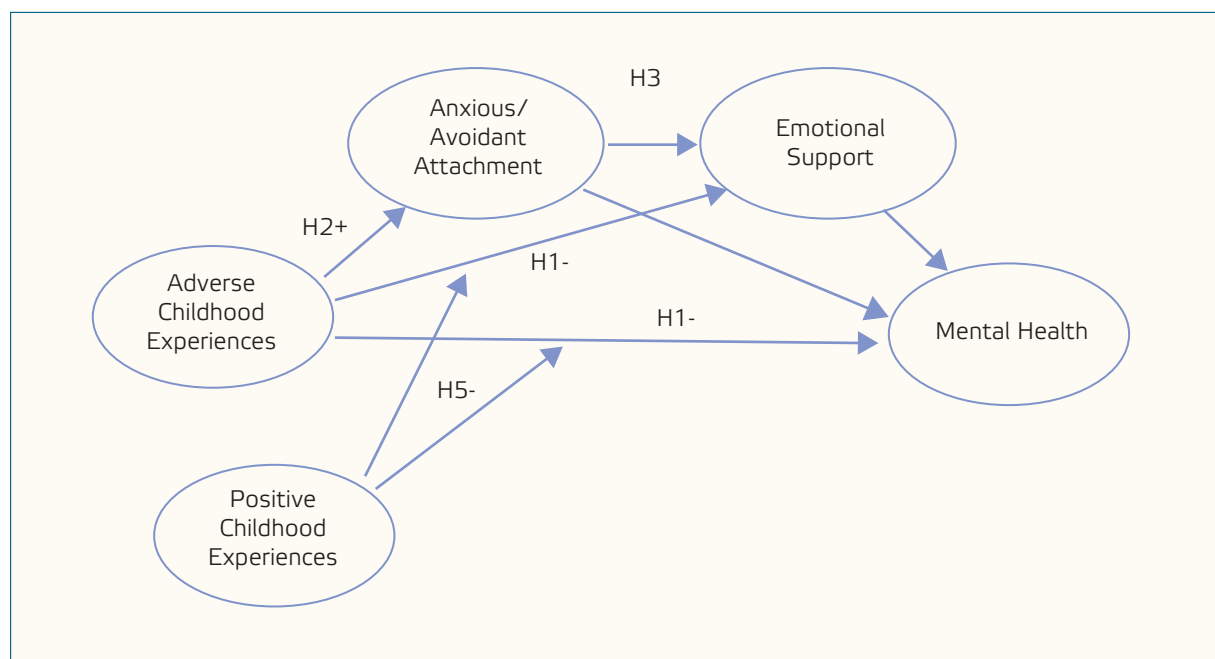 H3
Anxious/
Avoidant
Attachment
Emotional
Support
H2+
H1-
Adverse
Childhood
Experiences
H1-
Mental Health
H5-
Positive
Childhood
Experiences